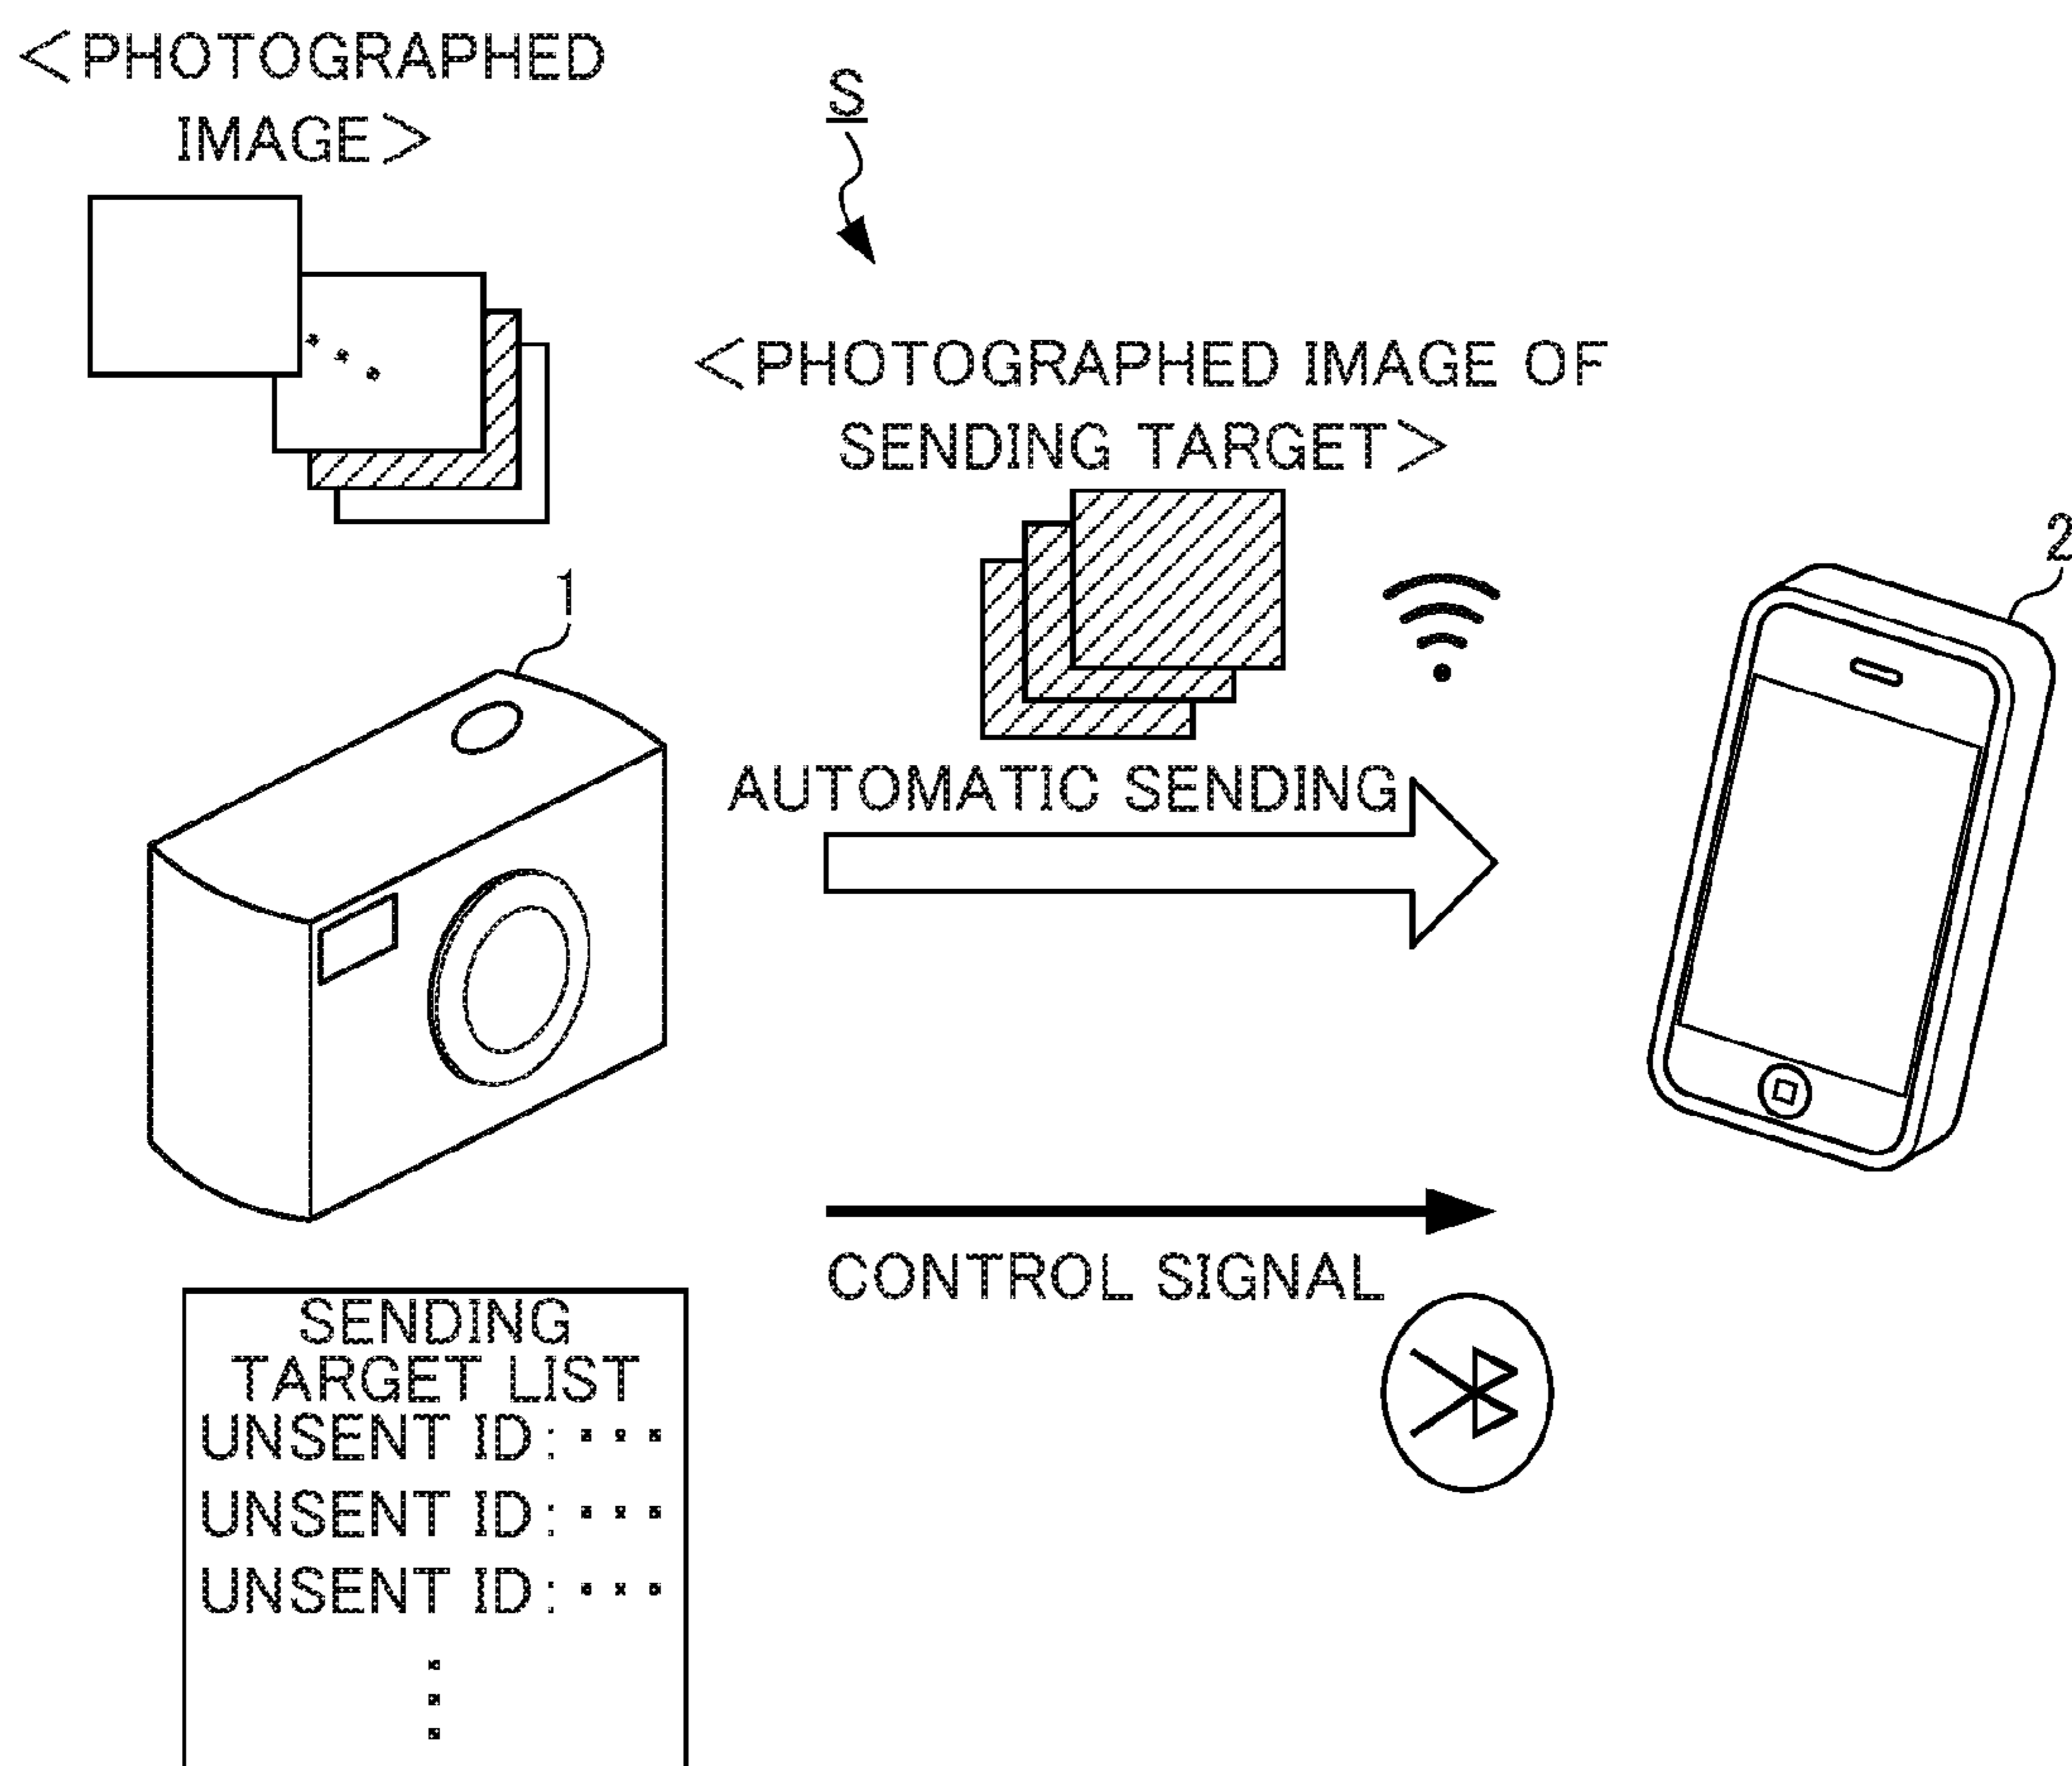 <PHOTOGRAPHED
IMAGE>
S
<PHOTOGRAPHED IMAGE OF
SENDING TARGET>
1
2
AUTOMATIC SENDING
CONTROL SIGNAL
SENDING
TARGET LIST
UNSENT ID:・・・
UNSENT ID:・・・
UNSENT ID:・・・